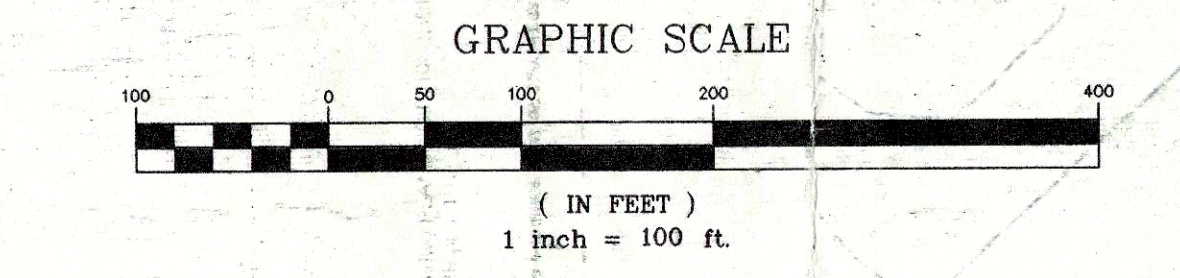 GRAPHIC SCALE
100 0 50 100 200 400
( IN FEET )
1 inch = 100 ft.